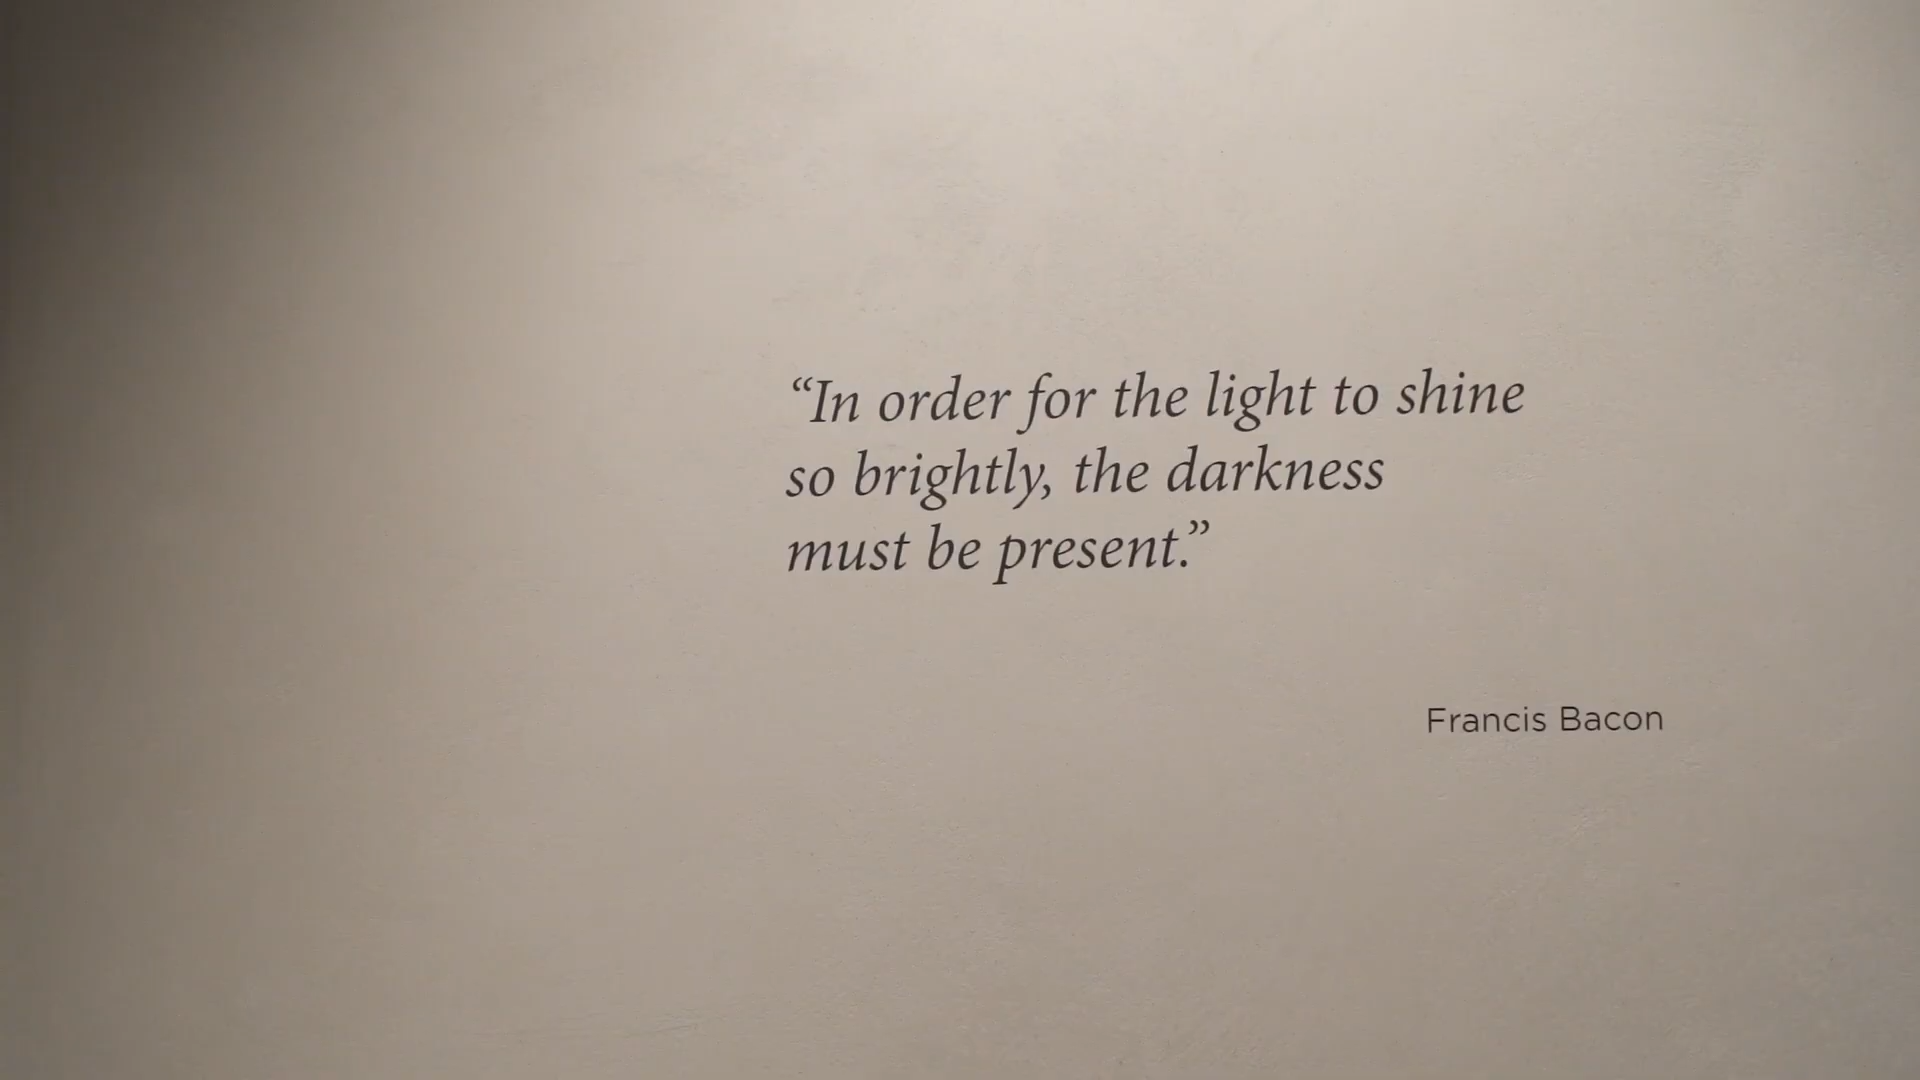 “In order for the light to shine
so brightly, the darkness
must be present.”
Francis Bacon